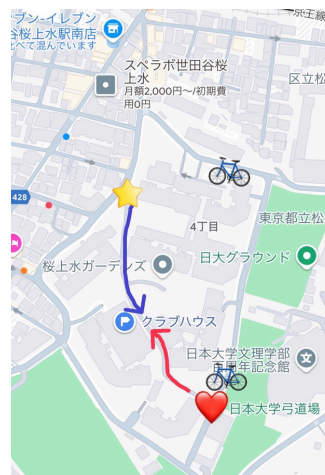 ブン-イレブン
谷桜上水駅南店
比べて混んでいます
京王線
スペラボ世田谷桜
上水
月額2,000円〜/初期費
用0円
区立松
428
4丁目
東京都立松
日大グラウンド
桜上水ガーデンズ
クラブハウス
日本大学文理学部
百周年記念館
日本大学弓道場